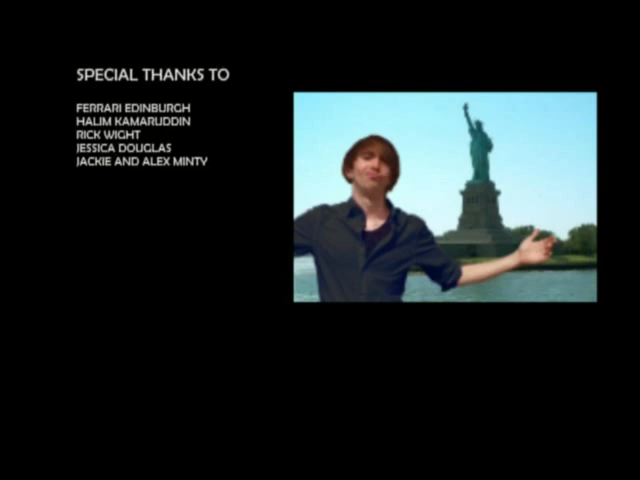 SPECIAL THANKS TO
FERRARI EDINBURGH
HALIM KAMARUDDIN
RICK WIGHT
JESSICA DOUGLAS
JACKIE AND ALEX MINTY